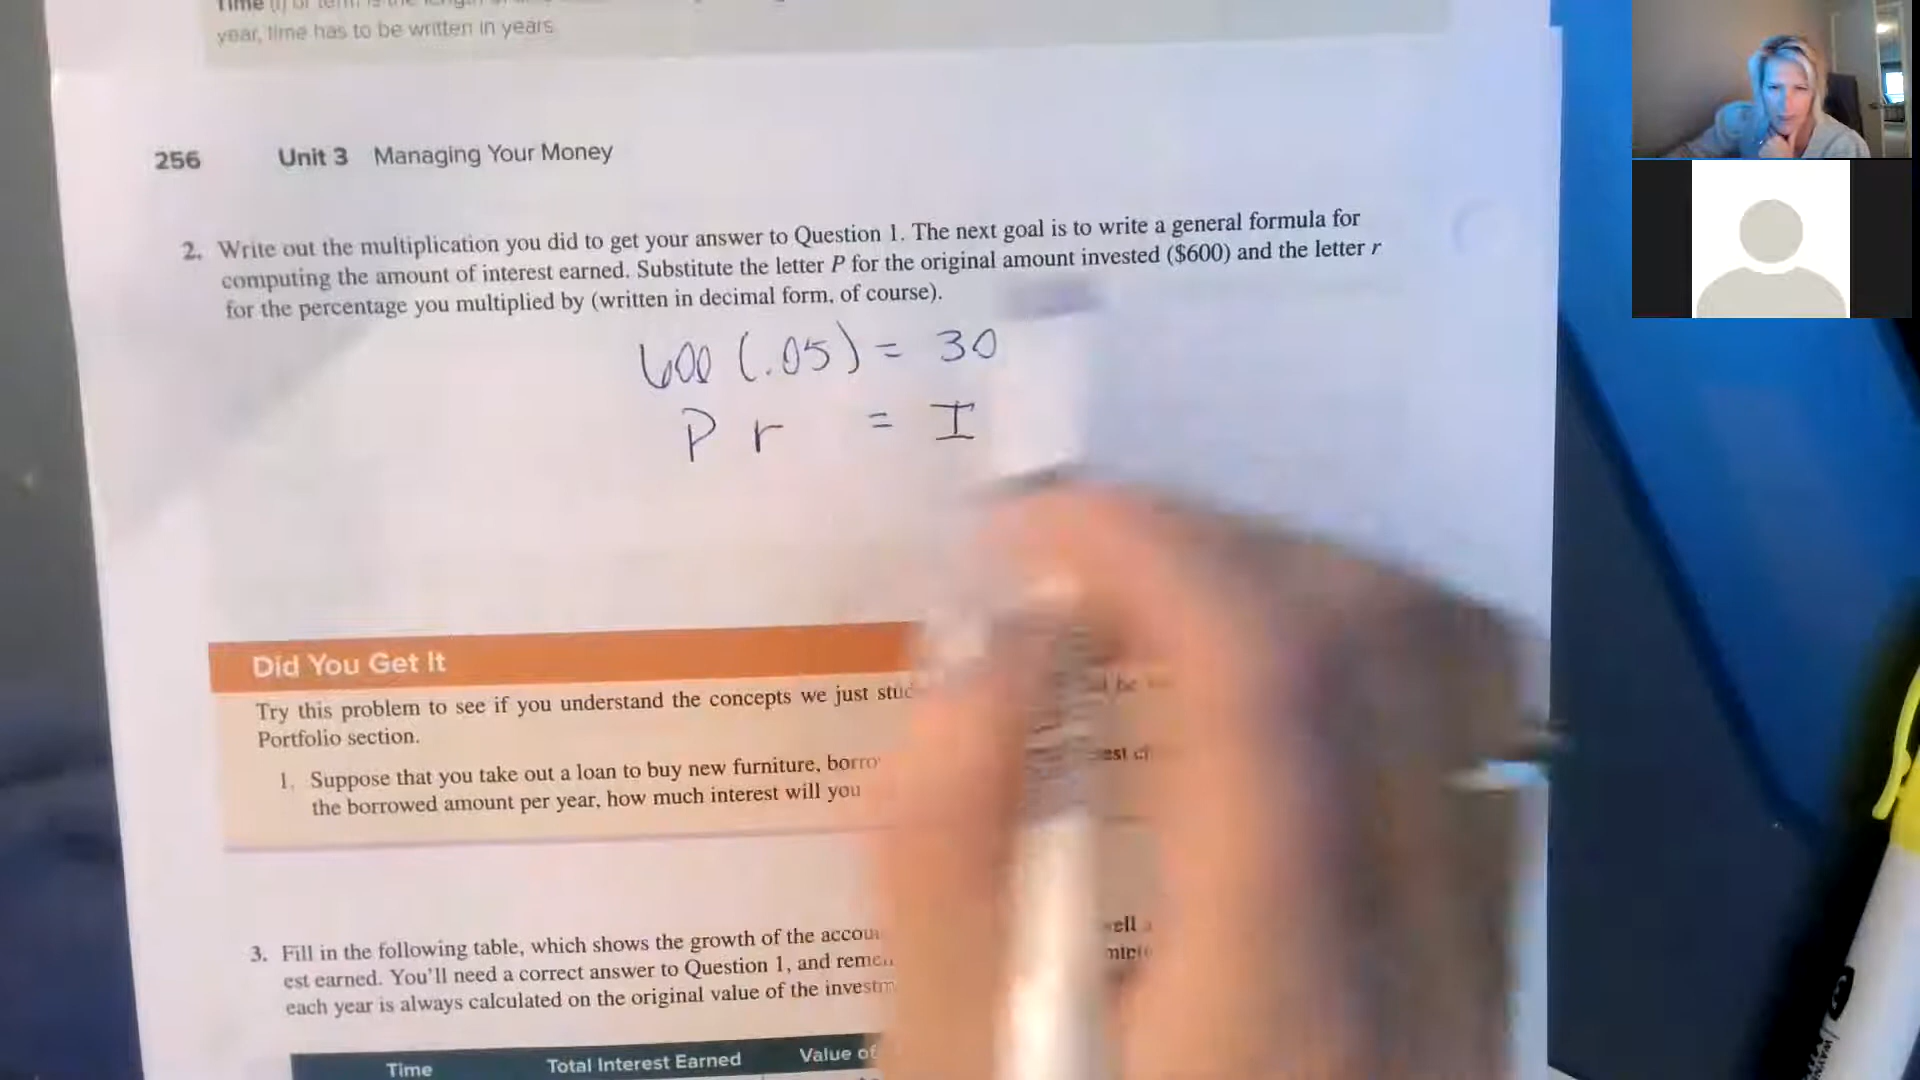 year, time has to be written in years
256 Unit 3 Managing Your Money
2. Write out the multiplication you did to get your answer to Question 1. The next goal is to write a general formula for
computing the amount of interest earned. Substitute the letter P for the original amount invested ($600) and the letter r
for the percentage you multiplied by (written in decimal form, of course).
600 (.05) = 30
P r = I
Did You Get It
Try this problem to see if you understand the concepts we just
Portfolio section.
1. Suppose that you take out a loan to buy new furniture,
the borrowed amount per year, how much interest will you
3. Fill in the following table, which shows the growth of the
est earned. You'll need a correct answer to Question 1, and
each year is always calculated on the original value of the
Time Total Interest Earned Value of